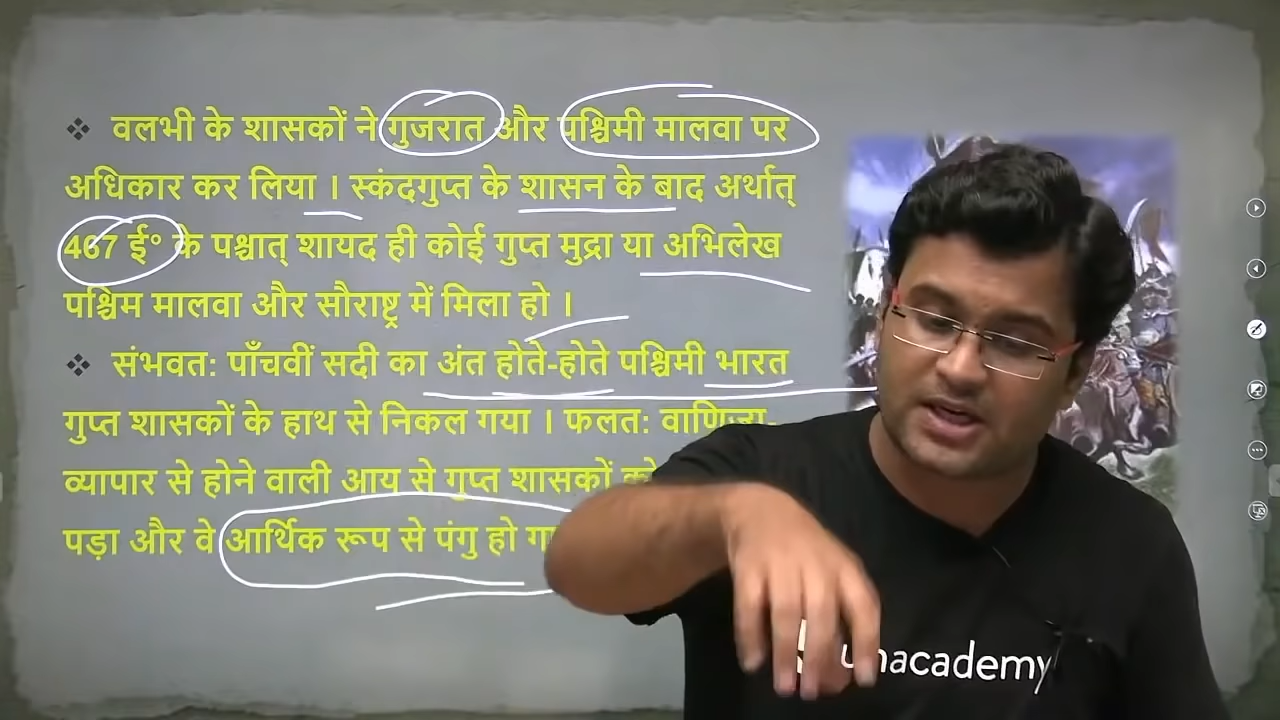 ❖ वलभी के शासकों ने गुजरात और पश्चिमी मालवा पर
अधिकार कर लिया । स्कंदगुप्त के शासन के बाद अर्थात्
467 ई° के पश्चात् शायद ही कोई गुप्त मुद्रा या अभिलेख
पश्चिम मालवा और सौराष्ट्र में मिला हो ।
❖ संभवत: पाँचवीं सदी का अंत होते-होते पश्चिमी भारत
गुप्त शासकों के हाथ से निकल गया । फलत: वाणिज्य-
व्यापार से होने वाली आय से गुप्त शासकों
पड़ा और वे आर्थिक रूप से पंगु हो
unacademy